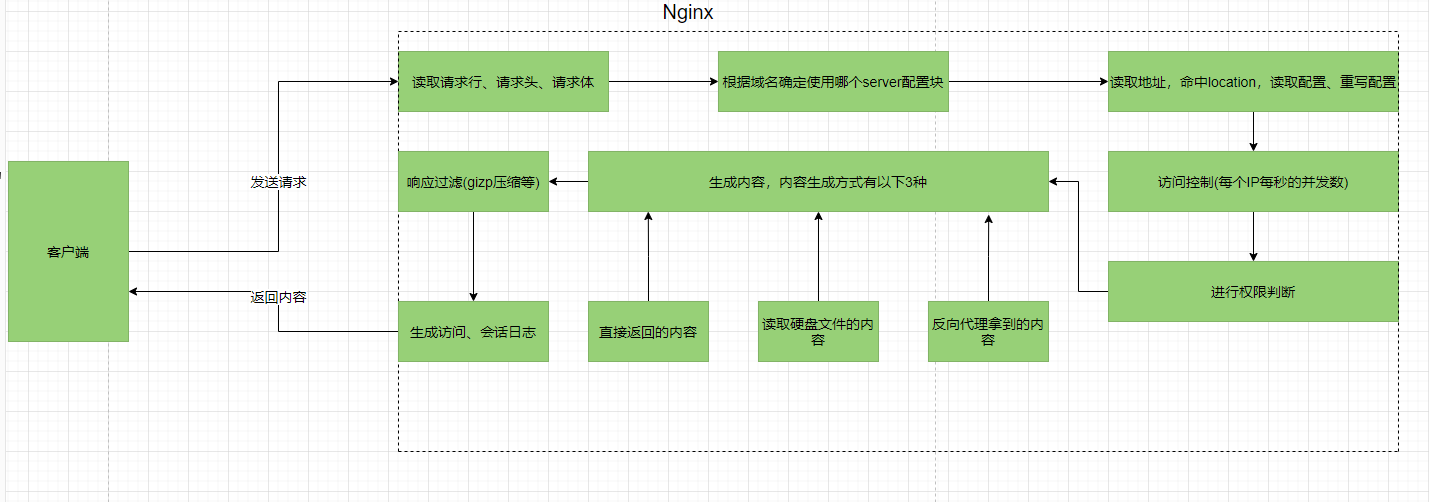 Nginx
读取请求行、请求头、请求体
根据域名确定使用哪个server配置块
读取地址，命中location，读取配置、重写配置
发送请求
响应过滤(gizp压缩等)
生成内容，内容生成方式有以下3种
访问控制(每个IP每秒的并发数)
客户端
进行权限判断
返回内容
生成访问、会话日志
直接返回的内容
读取硬盘文件的内
容
反向代理拿到的内
容